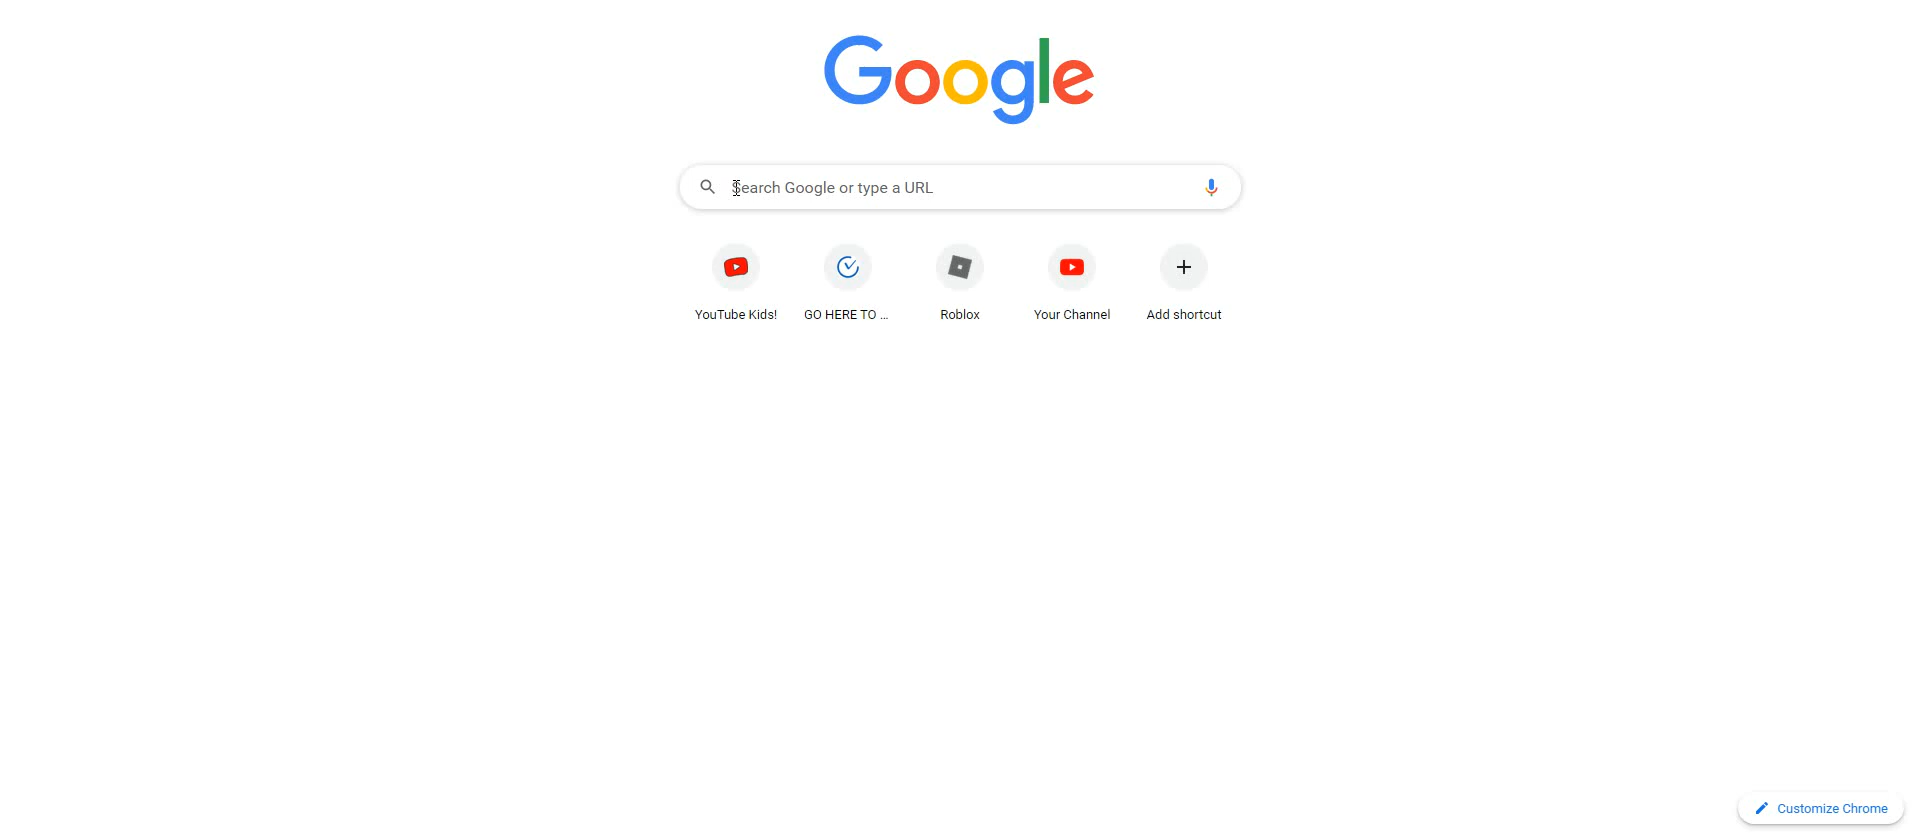 Google
Search Google or type a URL
YouTube Kids!
GO HERE TO ...
Roblox
Your Channel
Add shortcut
Customize Chrome